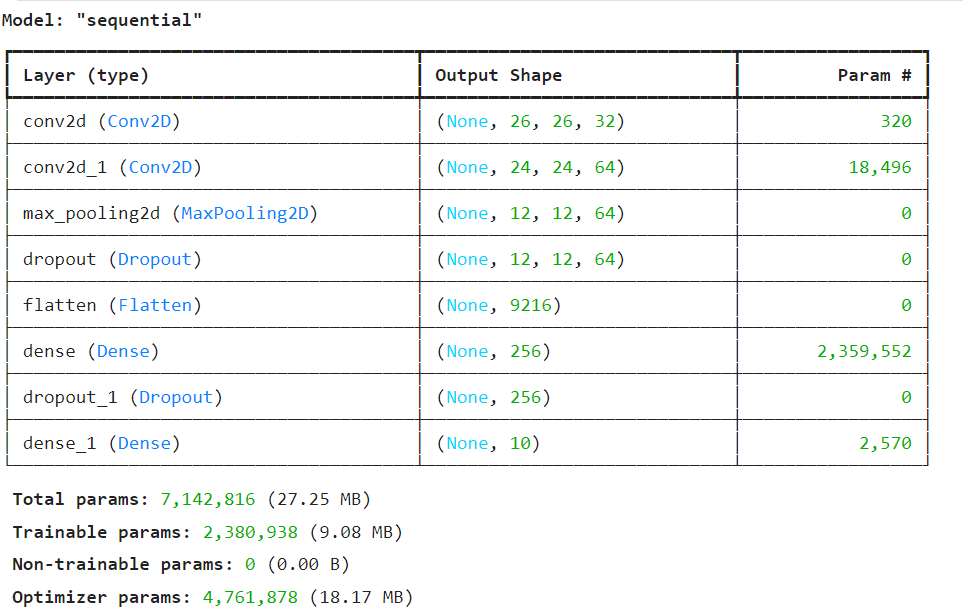 Model: "sequential"
Layer (type) Output Shape Param #
conv2d (Conv2D) (None, 26, 26, 32) 320
conv2d_1 (Conv2D) (None, 24, 24, 64) 18,496
max_pooling2d (MaxPooling2D) (None, 12, 12, 64) 0
dropout (Dropout) (None, 12, 12, 64) 0
flatten (Flatten) (None, 9216) 0
dense (Dense) (None, 256) 2,359,552
dropout_1 (Dropout) (None, 256) 0
dense_1 (Dense) (None, 10) 2,570
Total params: 7,142,816 (27.25 MB)
Trainable params: 2,380,938 (9.08 MB)
Non-trainable params: 0 (0.00 B)
Optimizer params: 4,761,878 (18.17 MB)